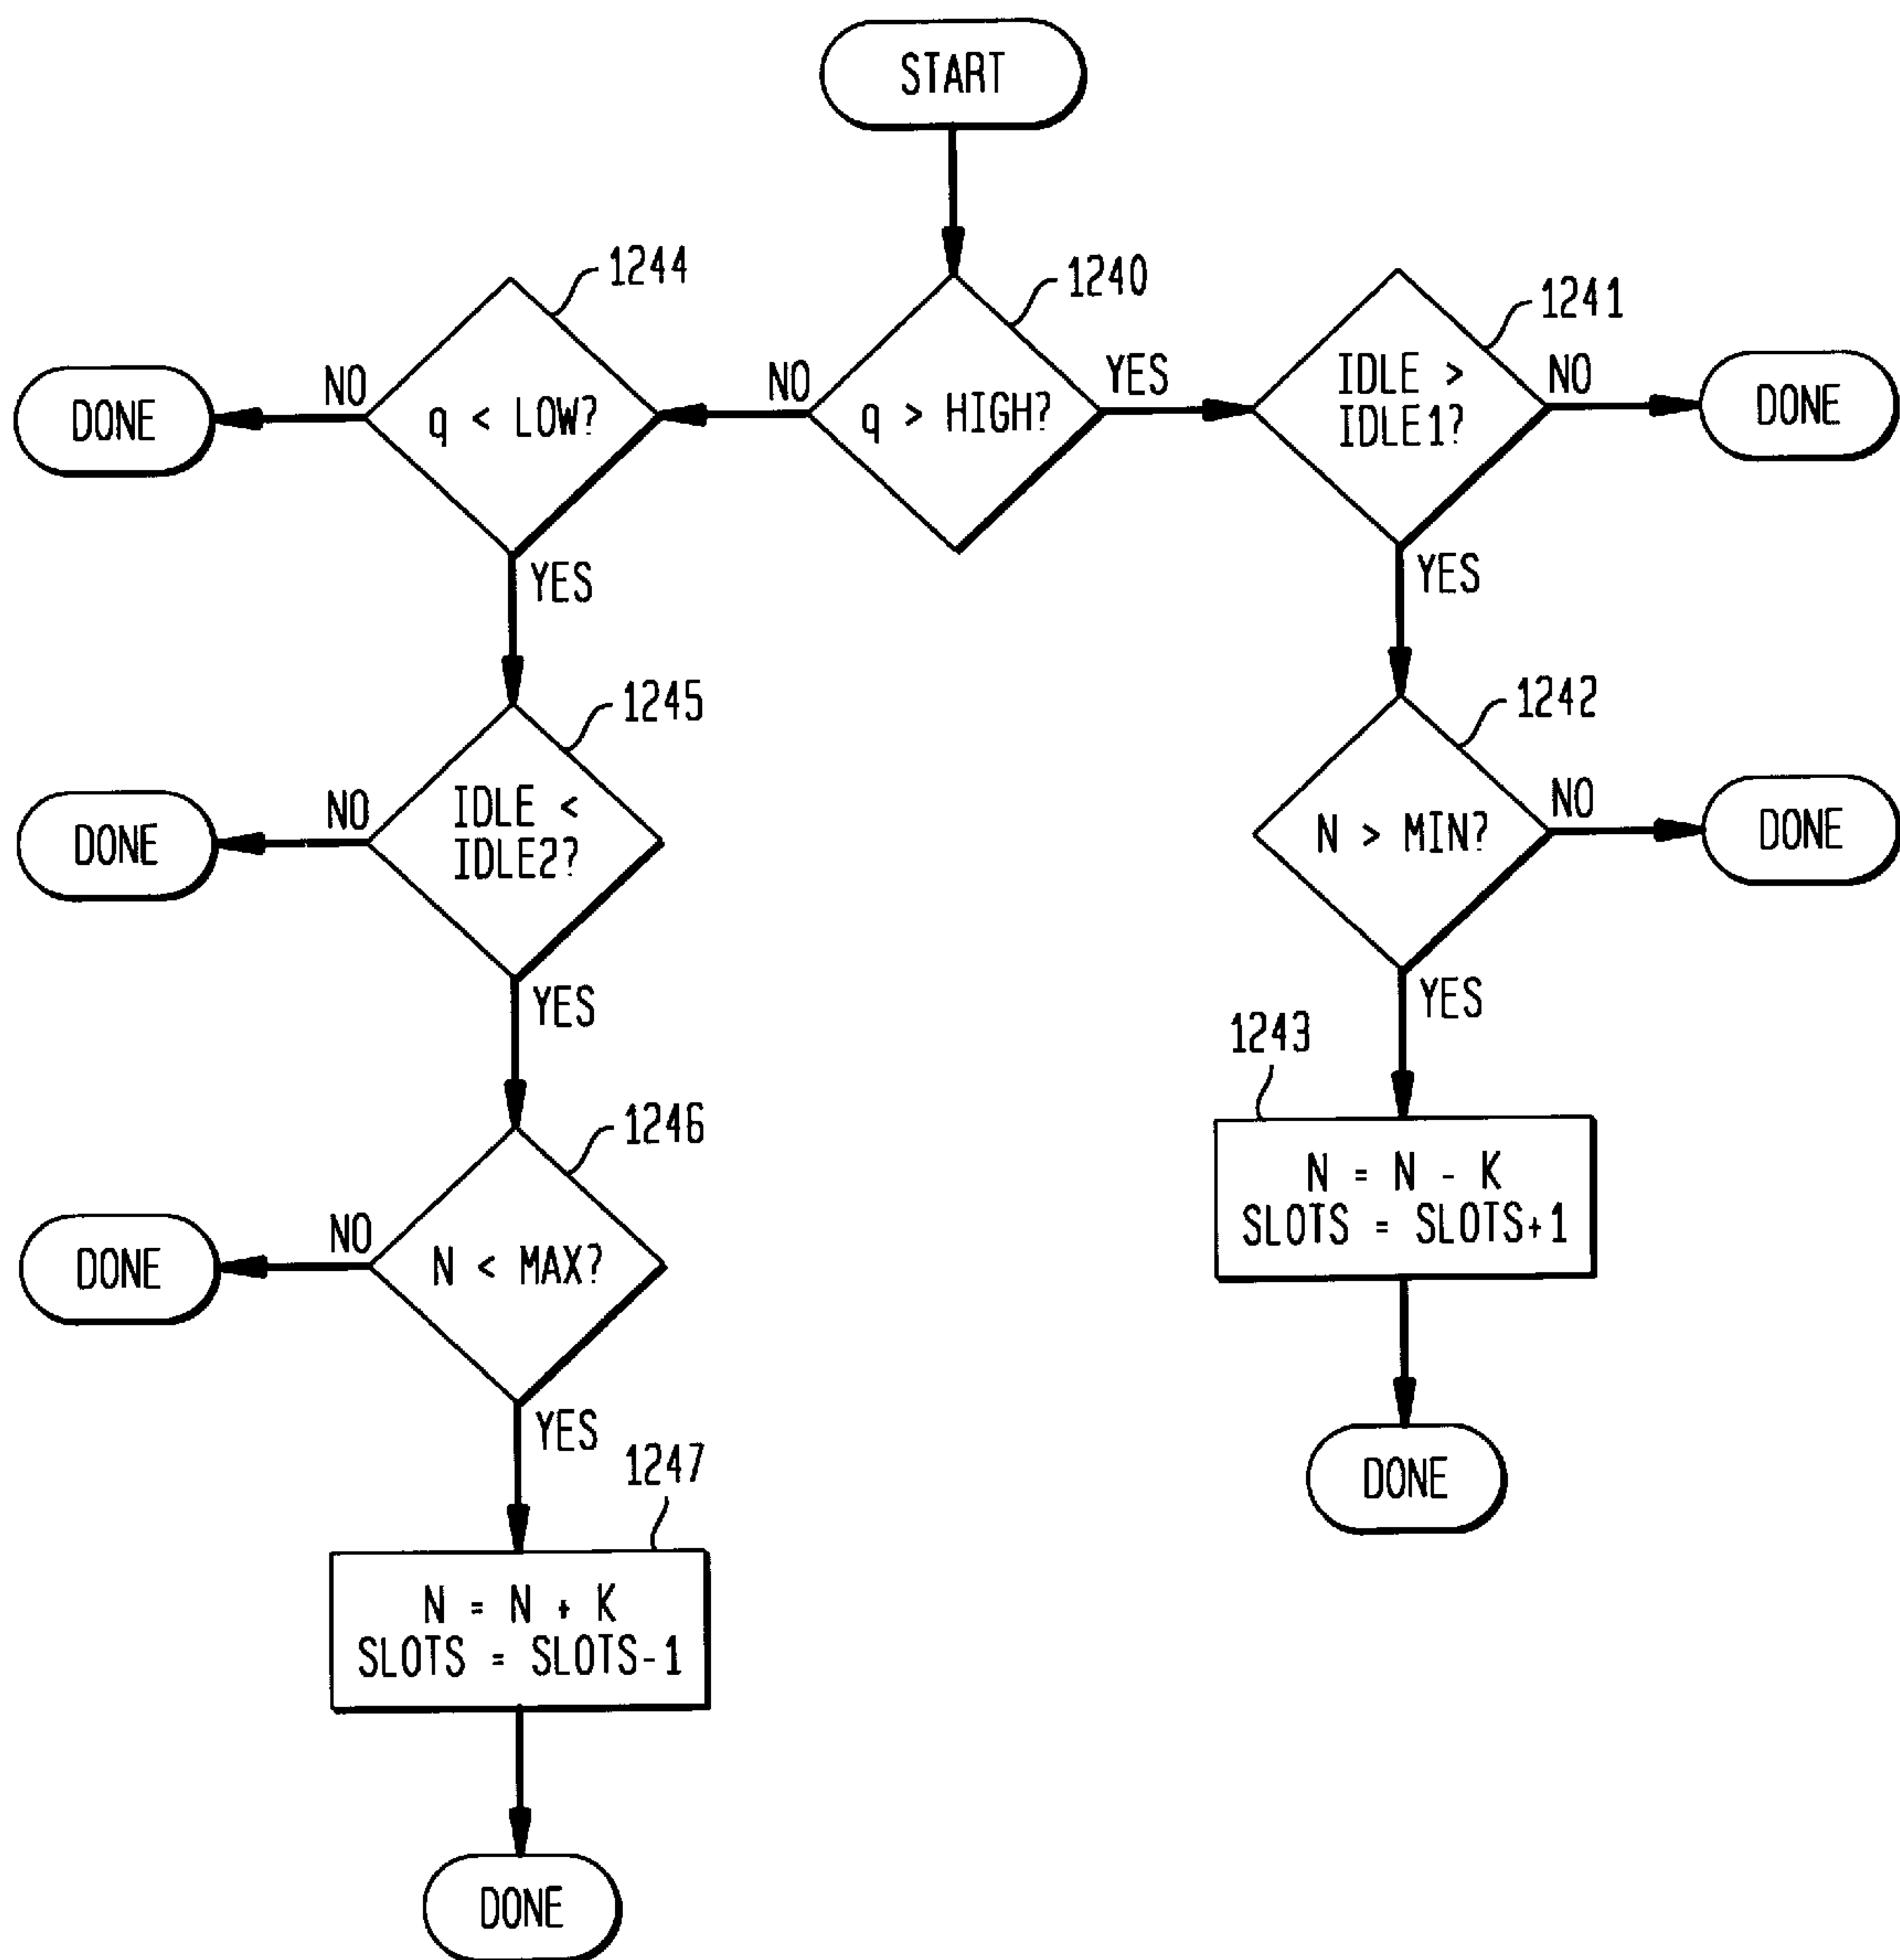 START
1244
1240
1241
DONE
NO
q < LOW?
NO
q > HIGH?
YES
IDLE >
IDLE1?
NO
DONE
YES
YES
1245
1242
DONE
NO
IDLE <
IDLE2?
N > MIN?
NO
DONE
YES
YES
1243
1246
N = N - K
SLOTS = SLOTS+1
DONE
NO
N < MAX?
YES
1247
DONE
N = N + K
SLOTS = SLOTS-1
DONE